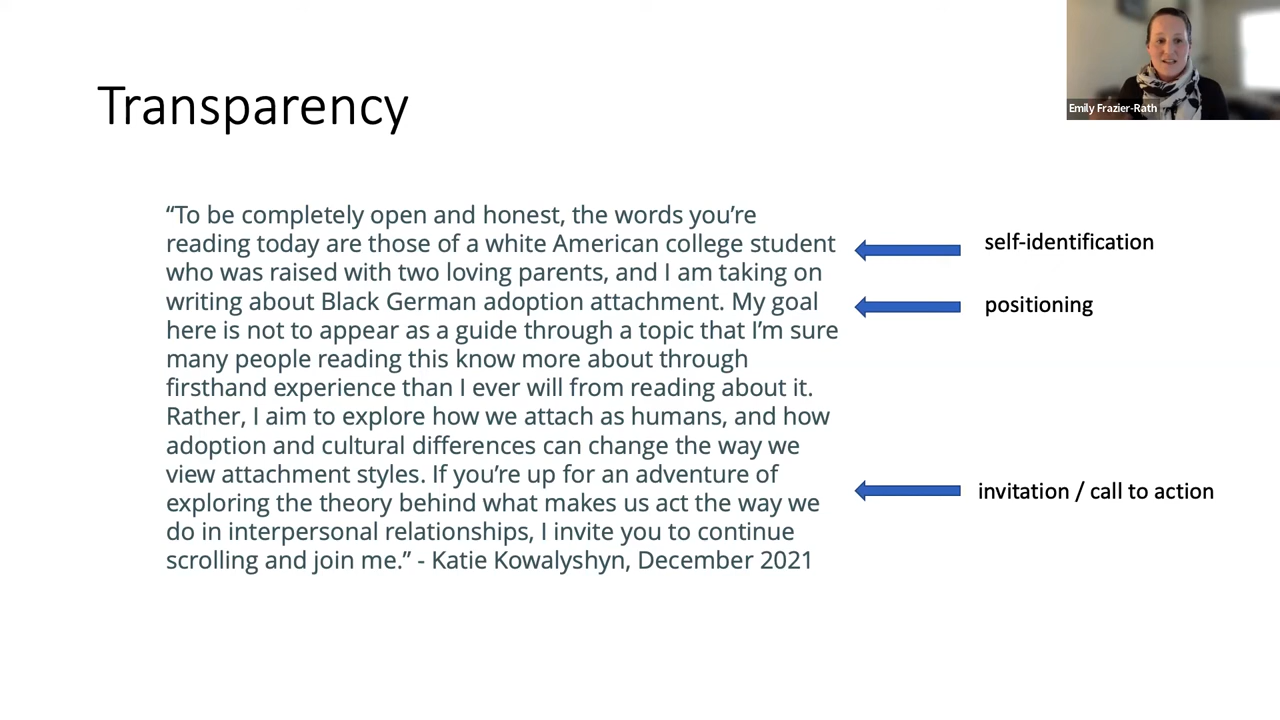 Transparency
Emily Frazier-Rath
“To be completely open and honest, the words you’re
reading today are those of a white American college student
who was raised with two loving parents, and I am taking on
writing about Black German adoption attachment. My goal
here is not to appear as a guide through a topic that I’m sure
many people reading this know more about through
firsthand experience than I ever will from reading about it.
Rather, I aim to explore how we attach as humans, and how
adoption and cultural differences can change the way we
view attachment styles. If you’re up for an adventure of
exploring the theory behind what makes us act the way we
do in interpersonal relationships, I invite you to continue
scrolling and join me.” - Katie Kowalyshyn, December 2021
self-identification
positioning
invitation / call to action